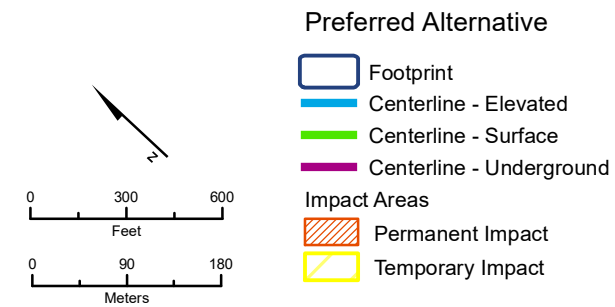 Preferred Alternative
Footprint
Centerline - Elevated
Centerline - Surface
Centerline - Underground
Impact Areas
Permanent Impact
Temporary Impact
N
0 300 600
Feet
0 90 180
Meters